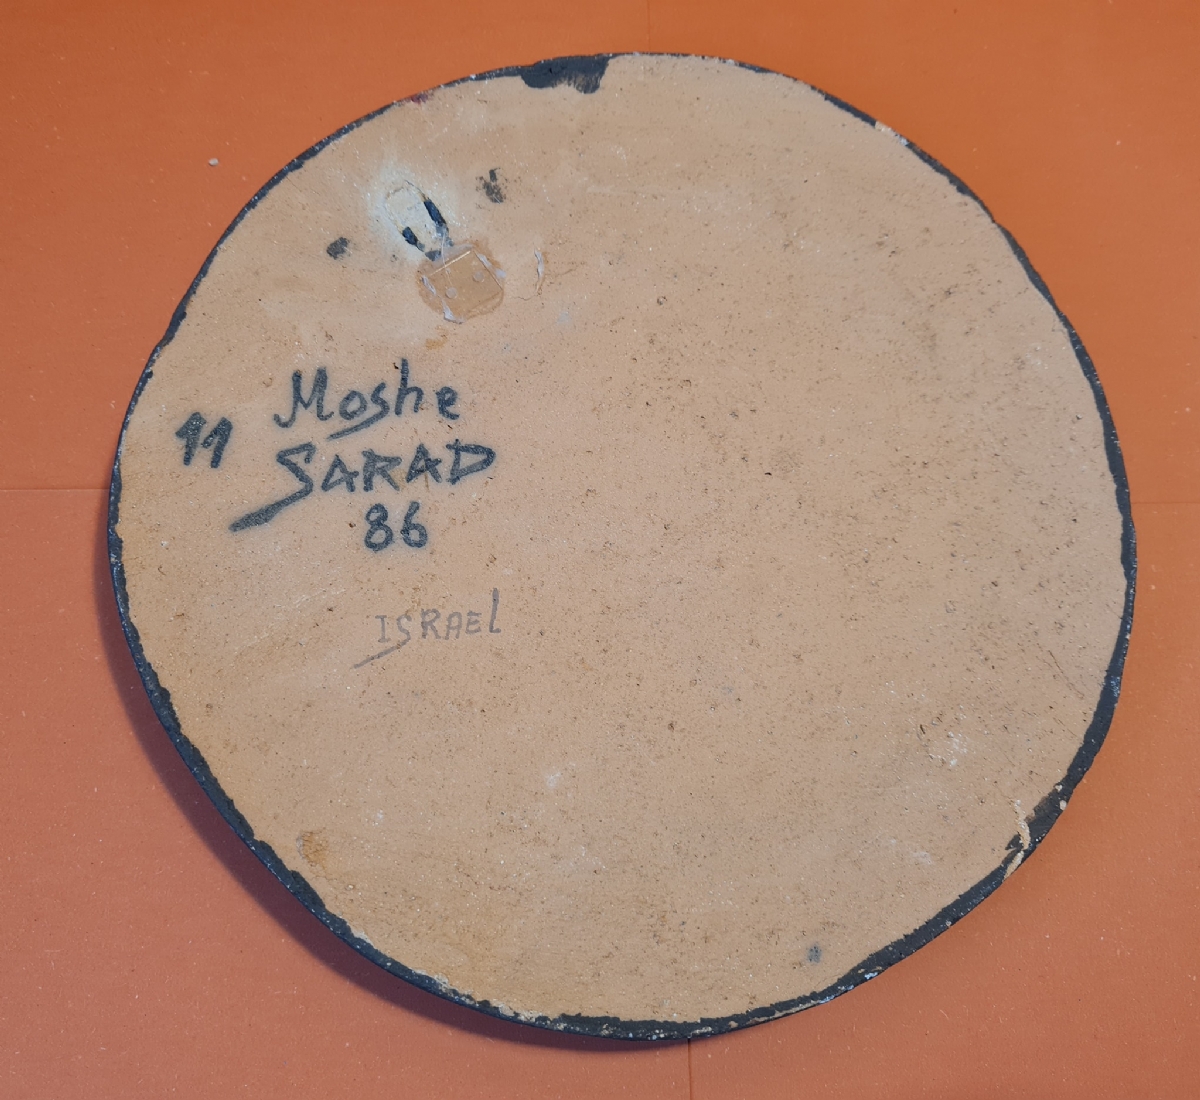 Moshe
11 SARAD
86
ISRAEL